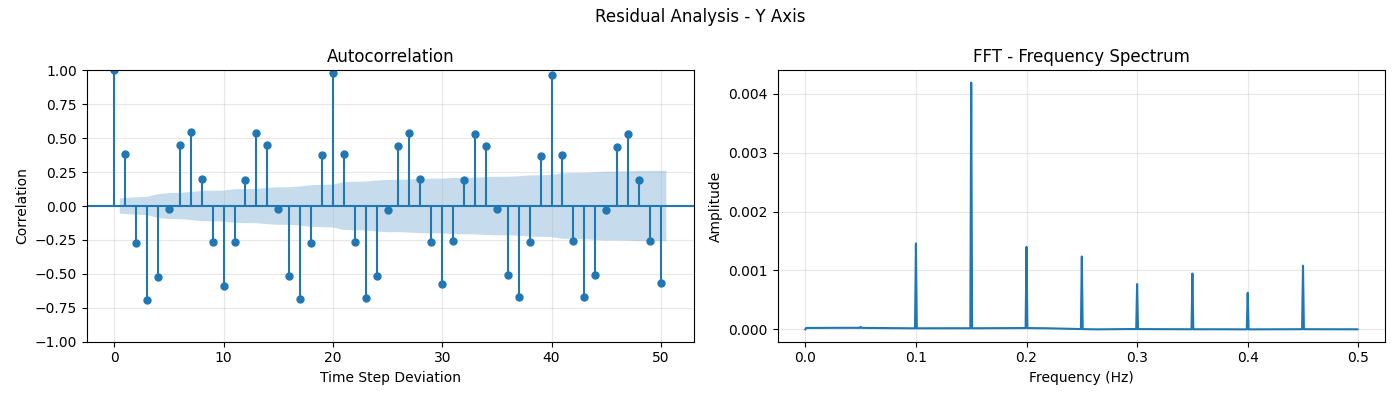 Residual Analysis - Y Axis
Autocorrelation
1.00
0.75
0.50
0.25
0.00
−0.25
−0.50
−0.75
−1.00
Correlation
0 10 20 30 40 50
Time Step Deviation
FFT - Frequency Spectrum
0.004
0.003
0.002
0.001
0.000
Amplitude
0.0 0.1 0.2 0.3 0.4 0.5
Frequency (Hz)